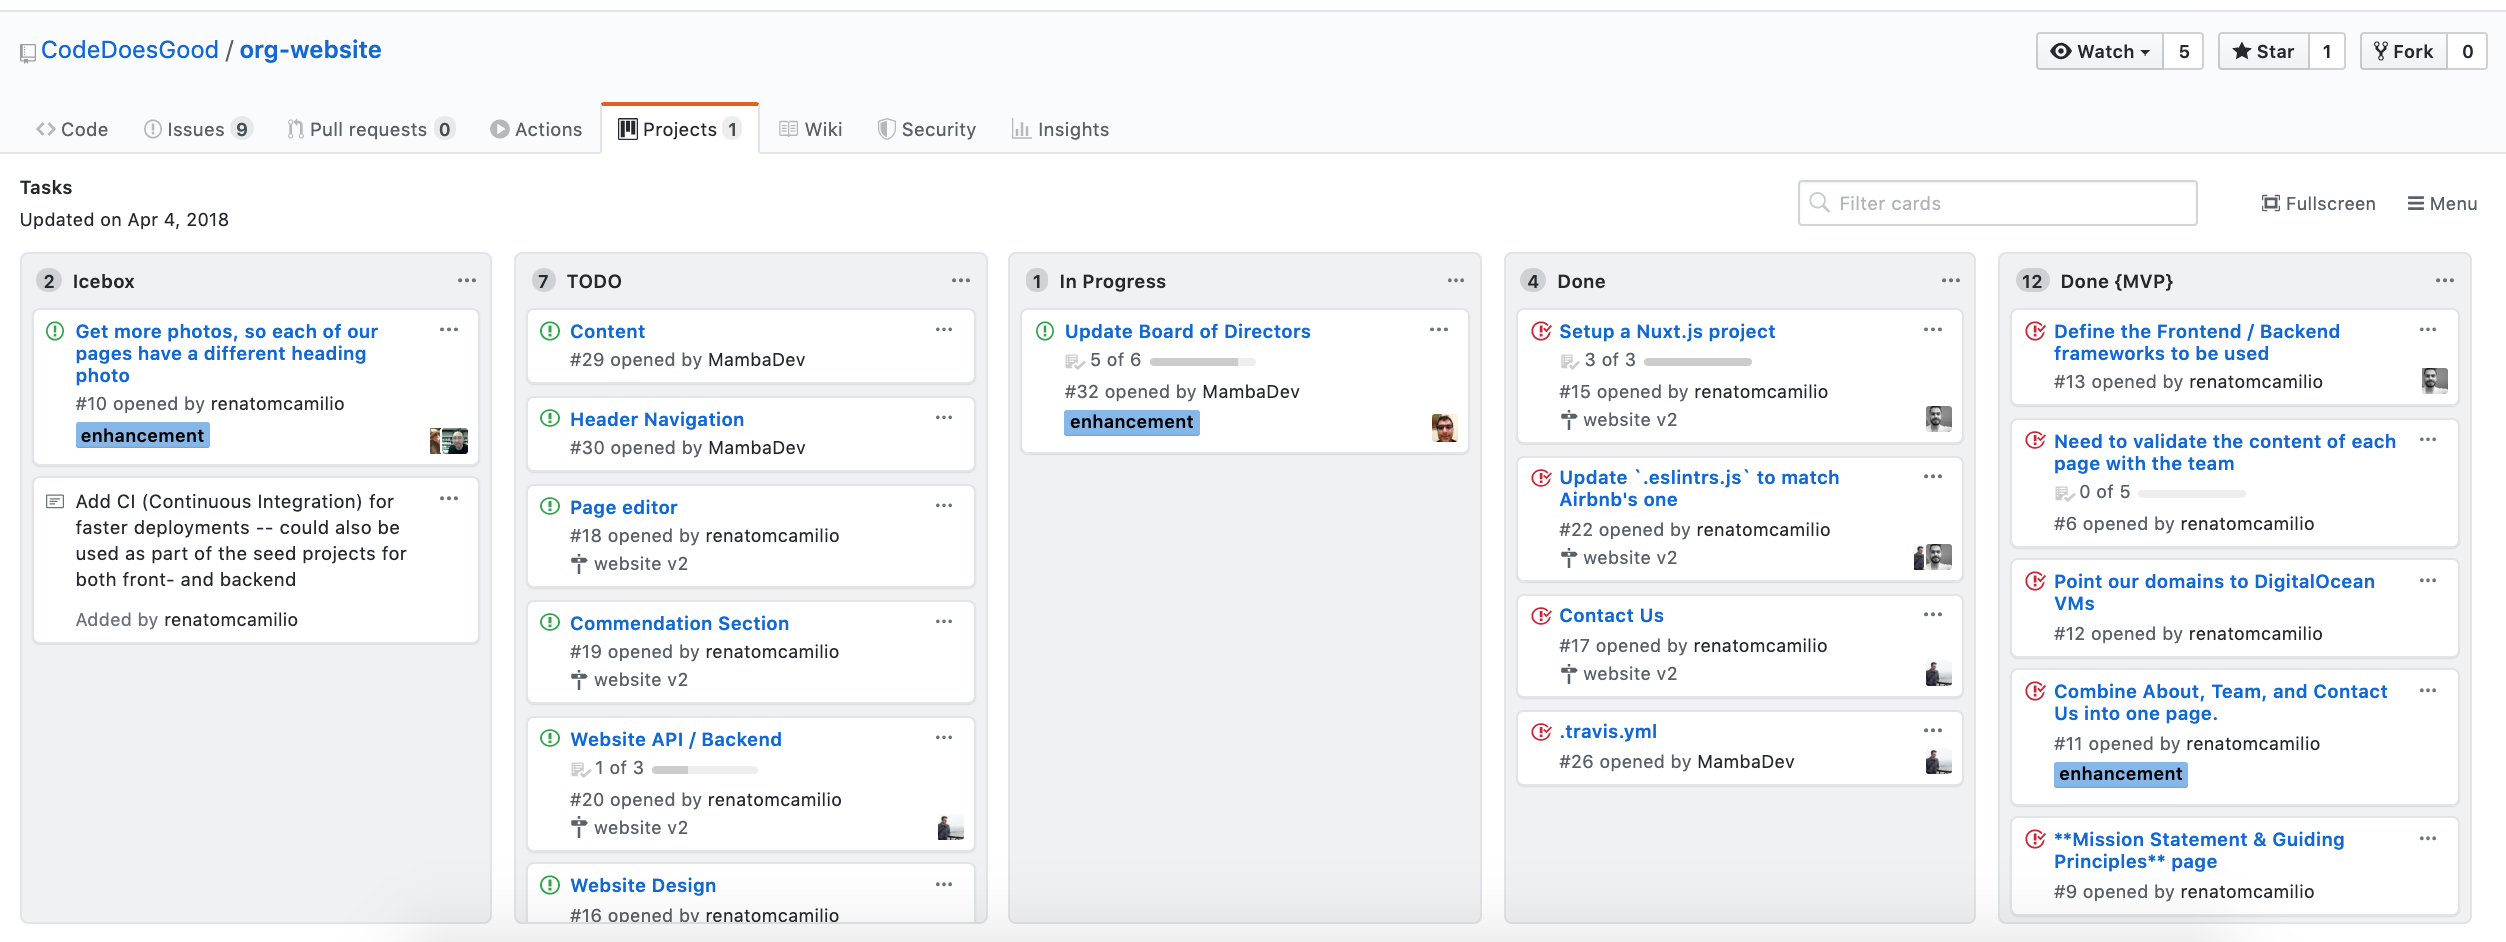 CodeDoesGood / org-website
Watch 5
Star 1
Fork 0
Code
Issues 9
Pull requests 0
Actions
Projects 1
Wiki
Security
Insights
Tasks
Updated on Apr 4, 2018
Filter cards
Fullscreen
Menu
2 Icebox
Get more photos, so each of our
pages have a different heading
photo
#10 opened by renatomcamilio
enhancement
Add CI (Continuous Integration) for
faster deployments -- could also be
used as part of the seed projects for
both front- and backend
Added by renatomcamilio
7 TODO
Content
#29 opened by MambaDev
Header Navigation
#30 opened by MambaDev
Page editor
#18 opened by renatomcamilio
website v2
Commendation Section
#19 opened by renatomcamilio
website v2
Website API / Backend
1 of 3
#20 opened by renatomcamilio
website v2
Website Design
#16 opened by renatomcamilio
1 In Progress
Update Board of Directors
5 of 6
#32 opened by MambaDev
enhancement
4 Done
Setup a Nuxt.js project
3 of 3
#15 opened by renatomcamilio
website v2
Update `.eslintrs.js` to match
Airbnb's one
#22 opened by renatomcamilio
website v2
Contact Us
#17 opened by renatomcamilio
website v2
.travis.yml
#26 opened by MambaDev
12 Done {MVP}
Define the Frontend / Backend
frameworks to be used
#13 opened by renatomcamilio
Need to validate the content of each
page with the team
0 of 5
#6 opened by renatomcamilio
Point our domains to DigitalOcean
VMs
#12 opened by renatomcamilio
Combine About, Team, and Contact
Us into one page.
#11 opened by renatomcamilio
enhancement
**Mission Statement & Guiding
Principles** page
#9 opened by renatomcamilio